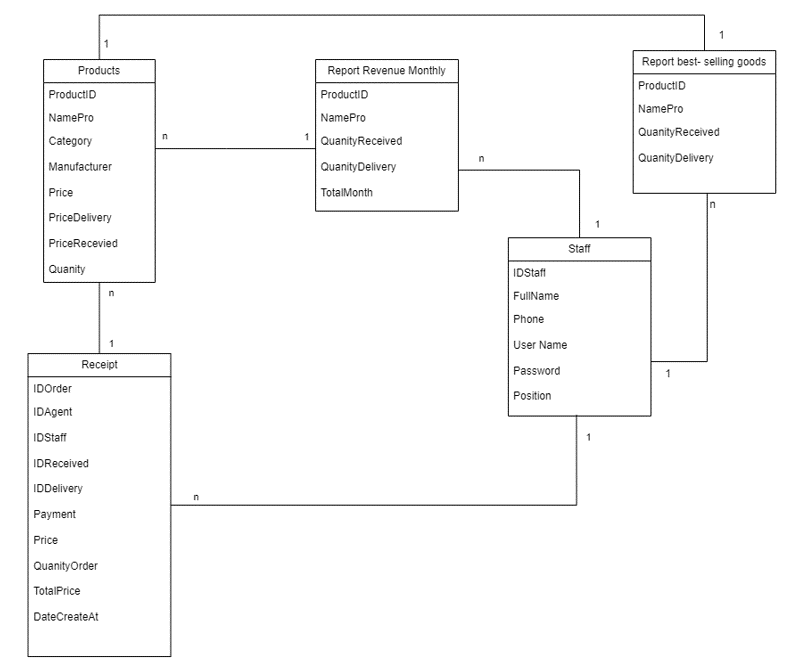 1
1
Products
ProductID
NamePro
Category
Manufacturer
Price
PriceDelivery
PriceRecevied
Quanity
n
1
Report Revenue Monthly
ProductID
NamePro
QuanityReceived
QuanityDelivery
TotalMonth
n
1
Report best- selling goods
ProductID
NamePro
QuanityReceived
QuanityDelivery
n
1
Staff
IDStaff
FullName
Phone
User Name
Password
Position
1
n
n
1
Receipt
IDOrder
IDAgent
IDStaff
IDReceived
IDDelivery
Payment
Price
QuanityOrder
TotalPrice
DateCreateAt